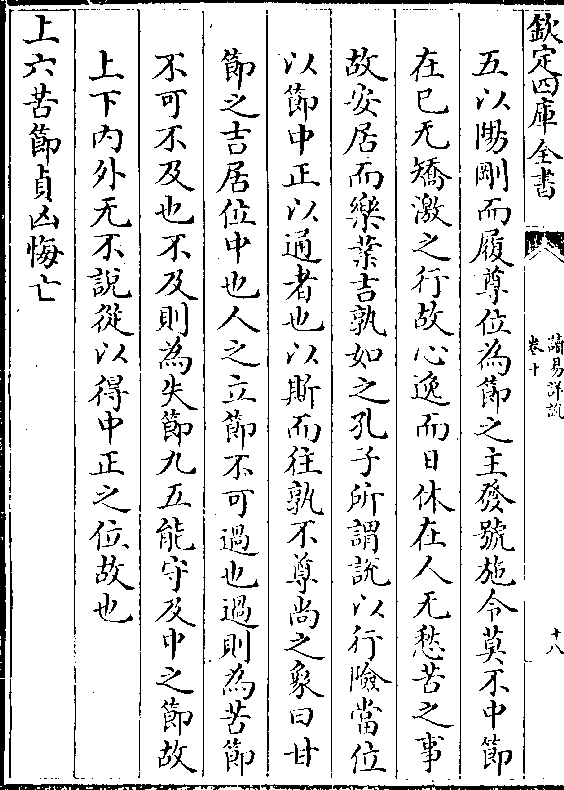 欽定四庫全書
讀易詳說
卷十
十八
五以陽剛而履尊位為節之主發號施令莫不中節
在已无矯激之行故心逸而日休在人无愁苦之事
故安居而樂業吉孰如之孔子所謂說以行險當位
以節中正以通者也以斯而往孰不尊尚之象曰甘
節之吉居位中也人之立節不可過也過則為苦節
不可不及也不及則為失節九五能守及中之節故
上下内外无不說從以得中正之位故也
上六苦節貞凶悔亡